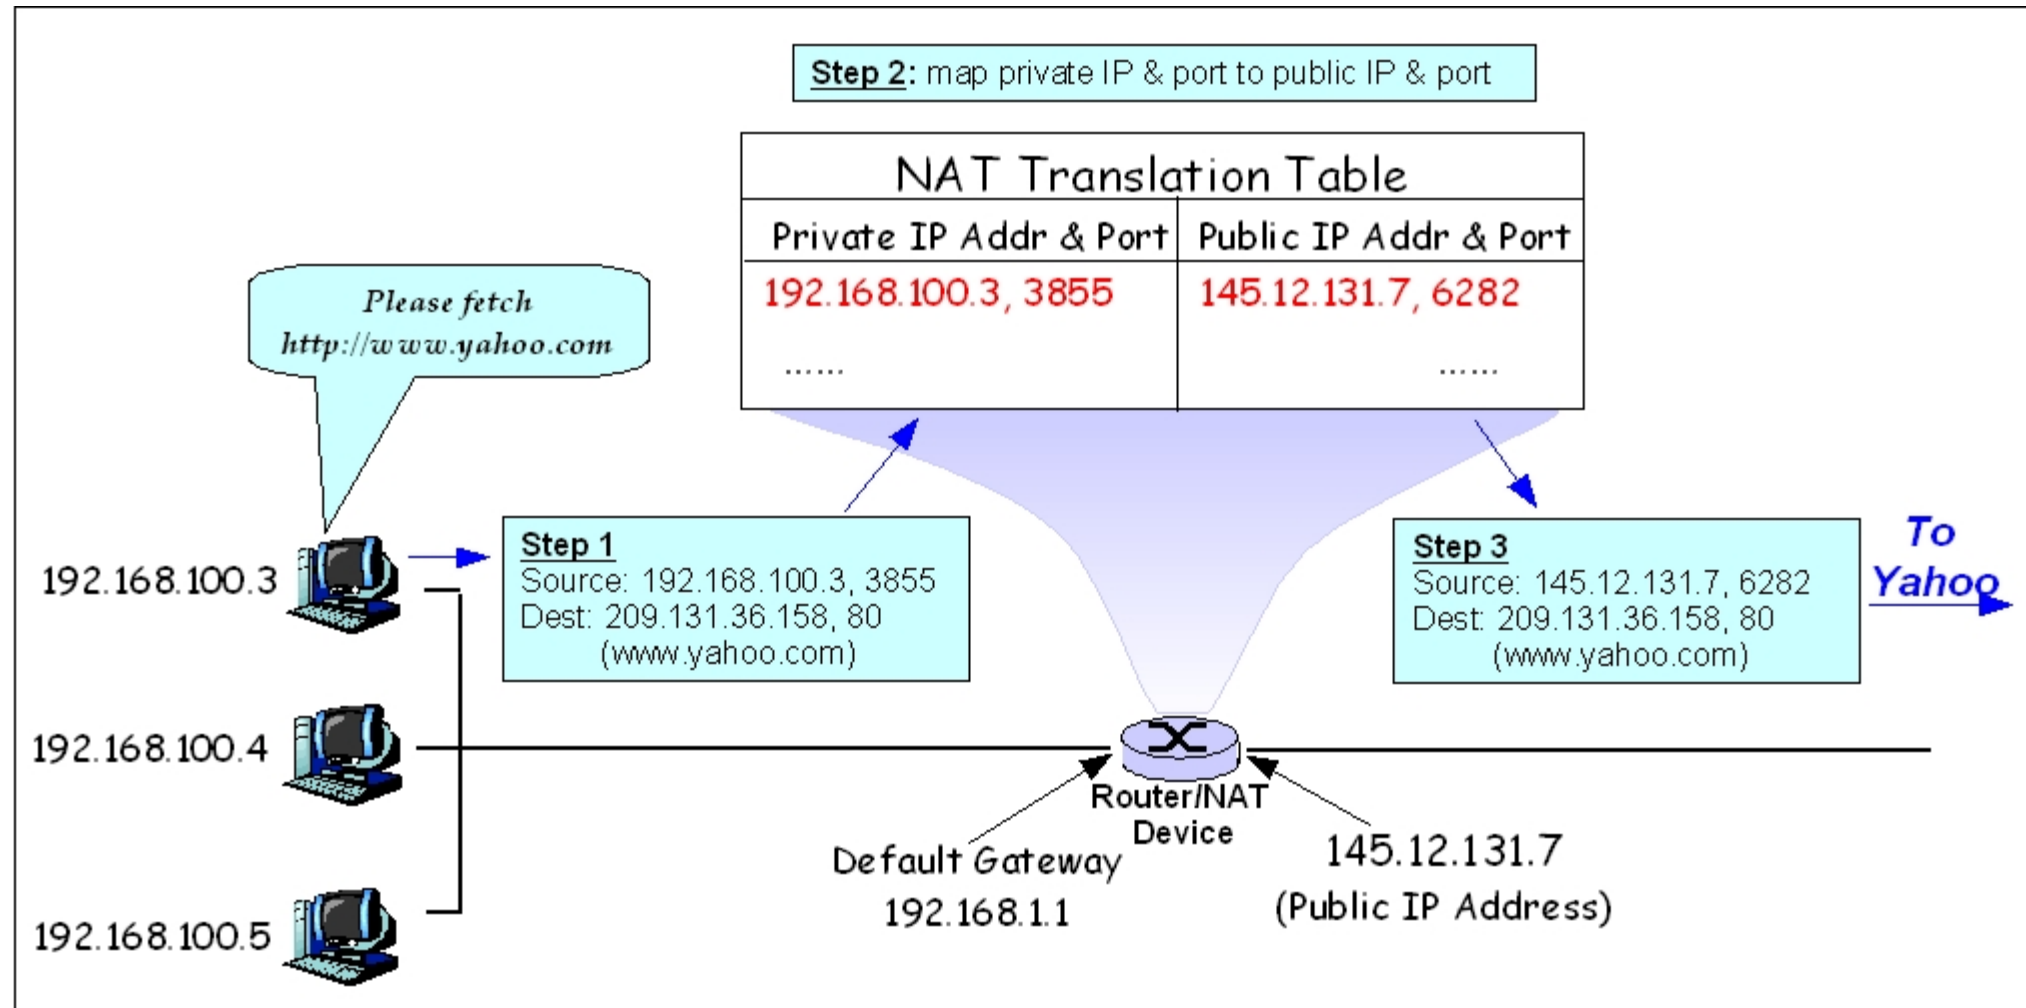 Step 2: map private IP & port to public IP & port
NAT Translation Table
Private IP Addr & Port
Public IP Addr & Port
192.168.100.3, 3855
145.12.131.7, 6282
......
......
Please fetch
http://www.yahoo.com
192.168.100.3
Step 1
Source: 192.168.100.3, 3855
Dest: 209.131.36.158, 80
(www.yahoo.com)
Step 3
Source: 145.12.131.7, 6282
Dest: 209.131.36.158, 80
(www.yahoo.com)
To
Yahoo
192.168.100.4
Router/NAT
Device
Default Gateway
192.168.1.1
145.12.131.7
(Public IP Address)
192.168.100.5